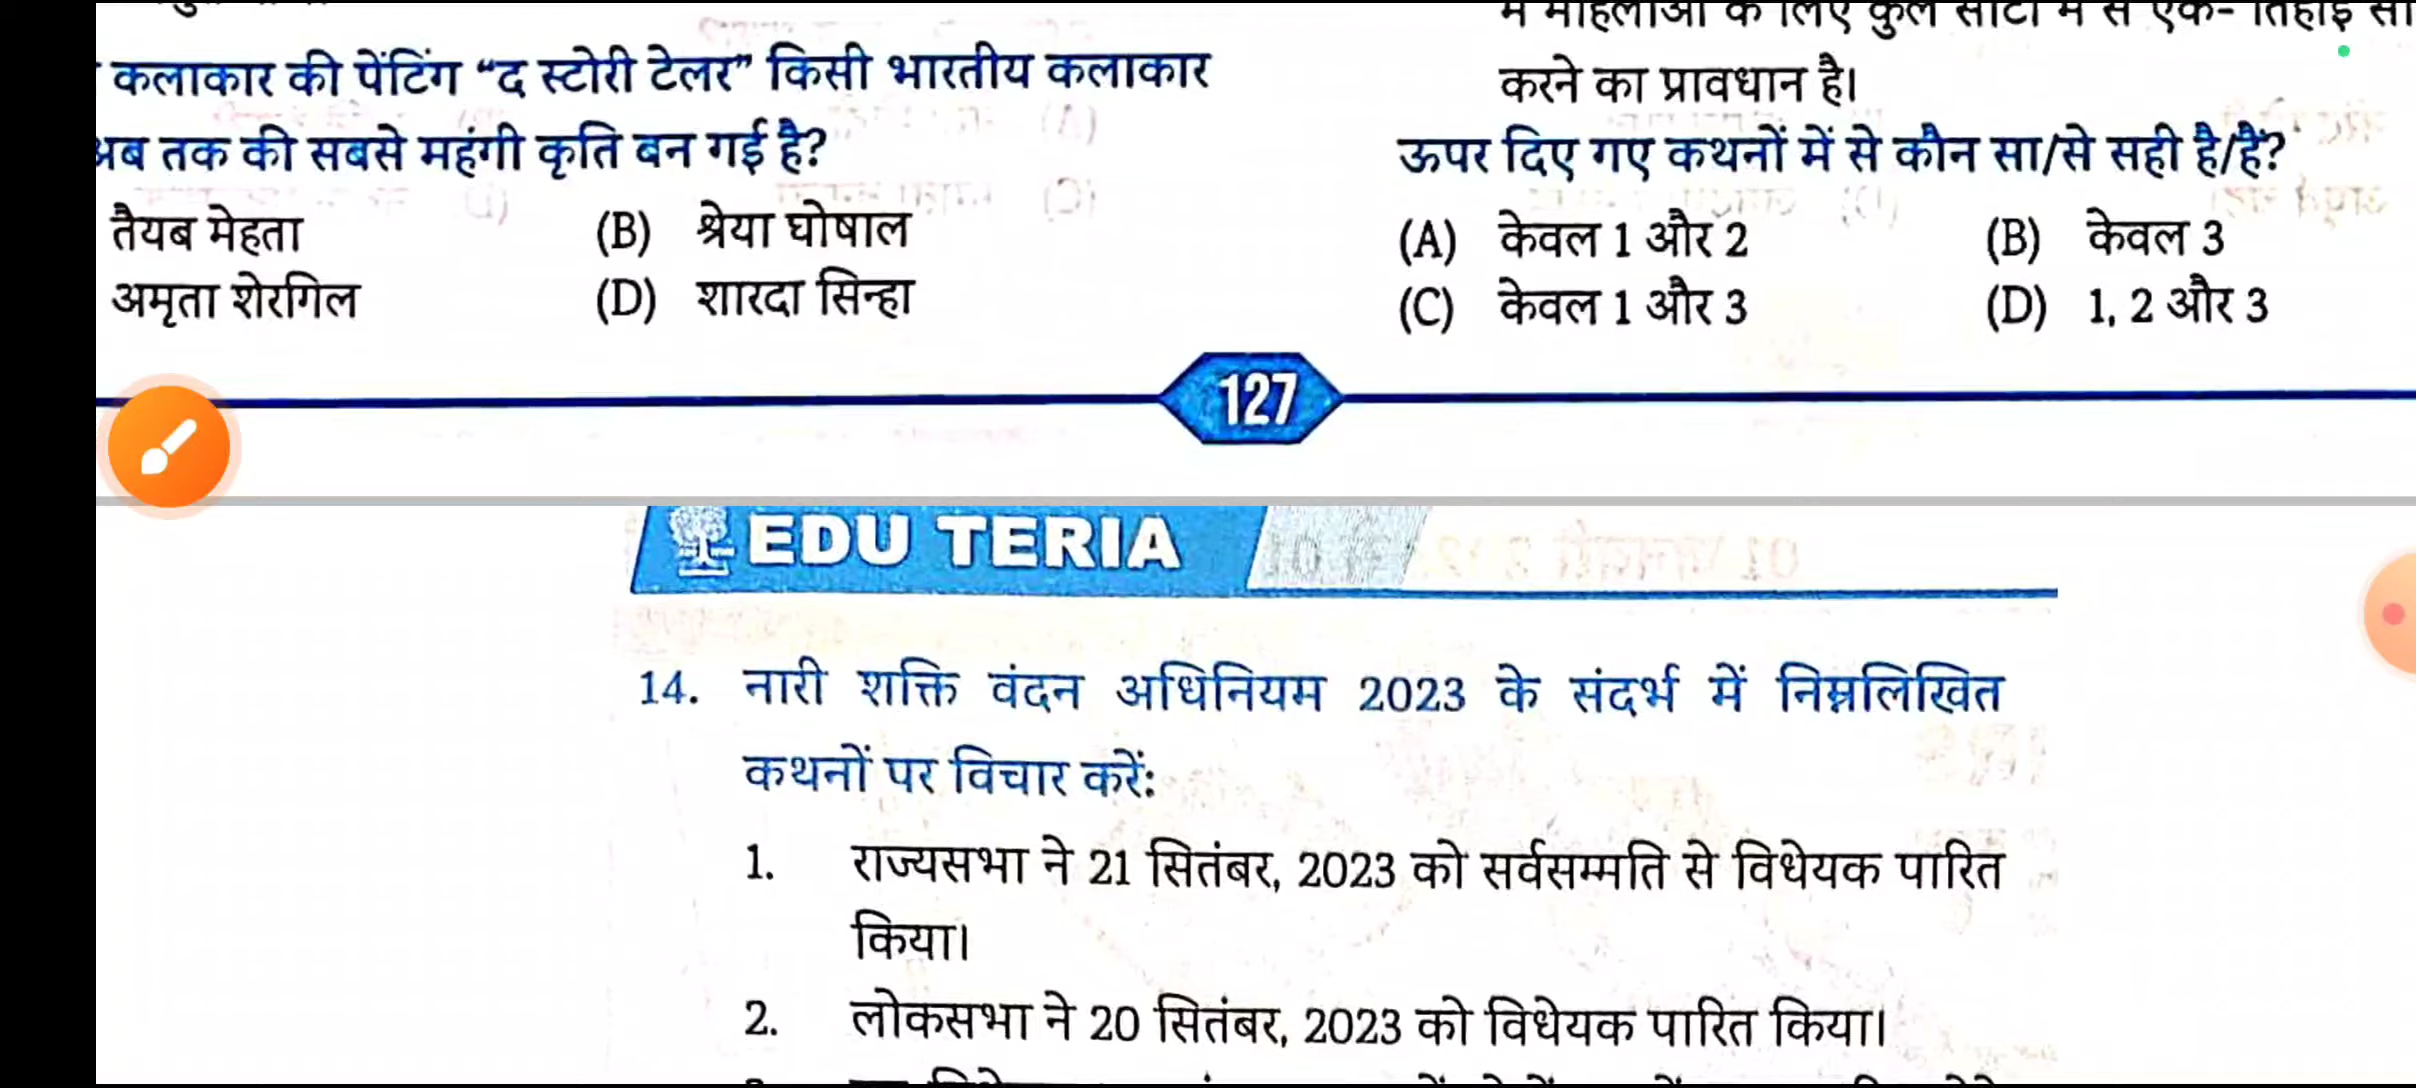 कलाकार की पेंटिंग “द स्टोरी टेलर” किसी भारतीय कलाकार
अब तक की सबसे महंगी कृति बन गई है?
तैयब मेहता (B) श्रेया घोषाल
अमृता शेरगिल (D) शारदा सिन्हा
में महिलाओं के लिए कुल सीटों में से एक- तिहाई
करने का प्रावधान है।
ऊपर दिए गए कथनों में से कौन सा/से सही है/हैं?
(A) केवल 1 और 2 (B) केवल 3
(C) केवल 1 और 3 (D) 1, 2 और 3
127
EDU TERIA
14. नारी शक्ति वंदन अधिनियम 2023 के संदर्भ में निम्नलिखित
कथनों पर विचार करें:
1. राज्यसभा ने 21 सितंबर, 2023 को सर्वसम्मति से विधेयक पारित
किया।
2. लोकसभा ने 20 सितंबर, 2023 को विधेयक पारित किया।